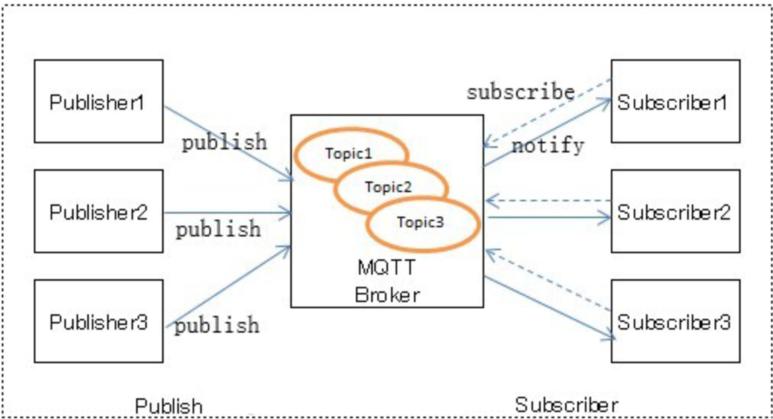 Publisher1
publish
Publisher2
publish
Publisher3
publish
Publish
Topic1
Topic2
Topic3
MQTT
Broker
subscribe
notify
Subscriber1
Subscriber2
Subscriber3
Subscriber